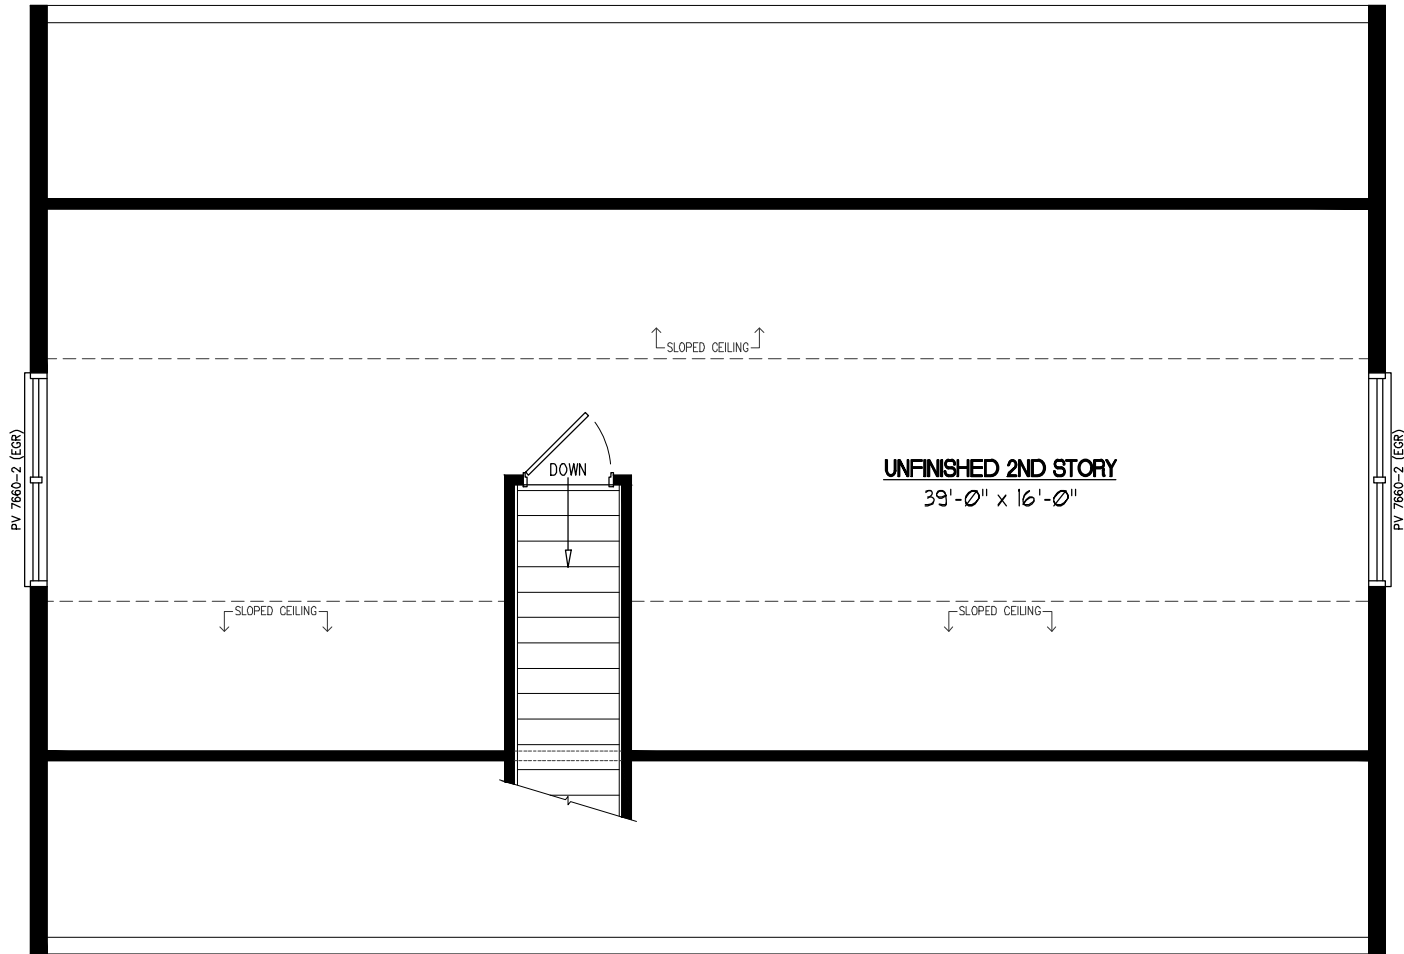 SLOPED CEILING
PV 7660-2 (EGR)
PV 7660-2 (EGR)
DOWN
UNFINISHED 2ND STORY
39'-0" x 16'-0"
SLOPED CEILING
SLOPED CEILING